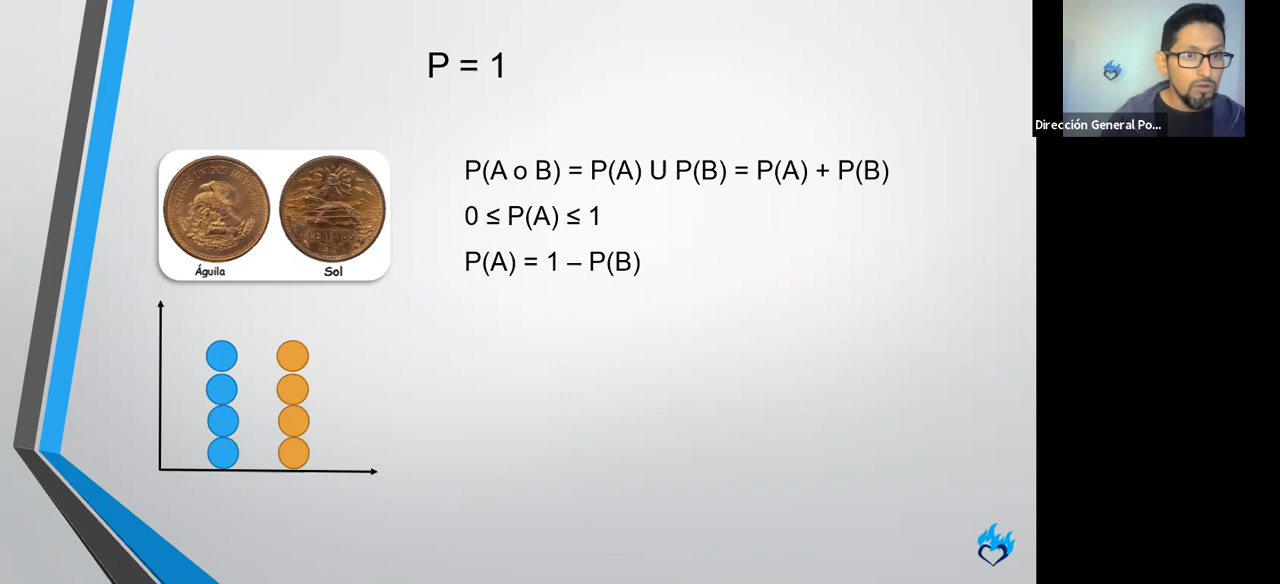 P = 1
P(A o B) = P(A) U P(B) = P(A) + P(B)
0 ≤ P(A) ≤ 1
P(A) = 1 – P(B)
Águila
Sol
Dirección General Po...